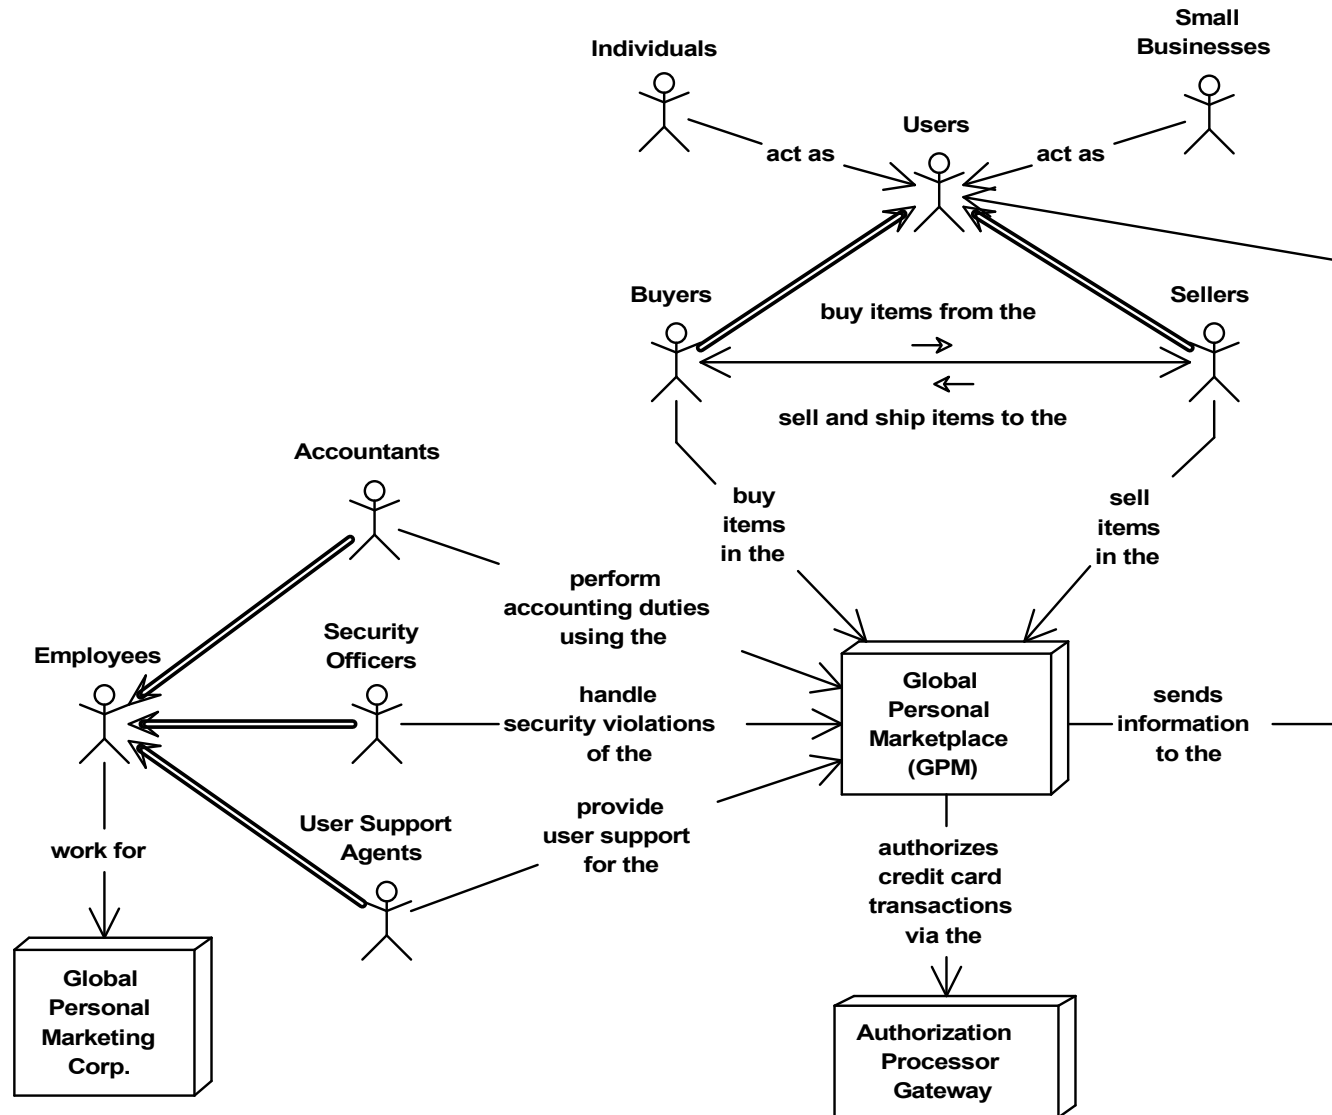 Small
Businesses
Individuals
Users
act as
act as
Buyers
Sellers
buy items from the
sell and ship items to the
Accountants
buy
items
in the
sell
items
in the
perform
accounting duties
using the
Security
Officers
Employees
handle
security violations
of the
Global
Personal
Marketplace
(GPM)
sends
information
to the
provide
user support
for the
User Support
Agents
work for
authorizes
credit card
transactions
via the
Global
Personal
Marketing
Corp.
Authorization
Processor
Gateway